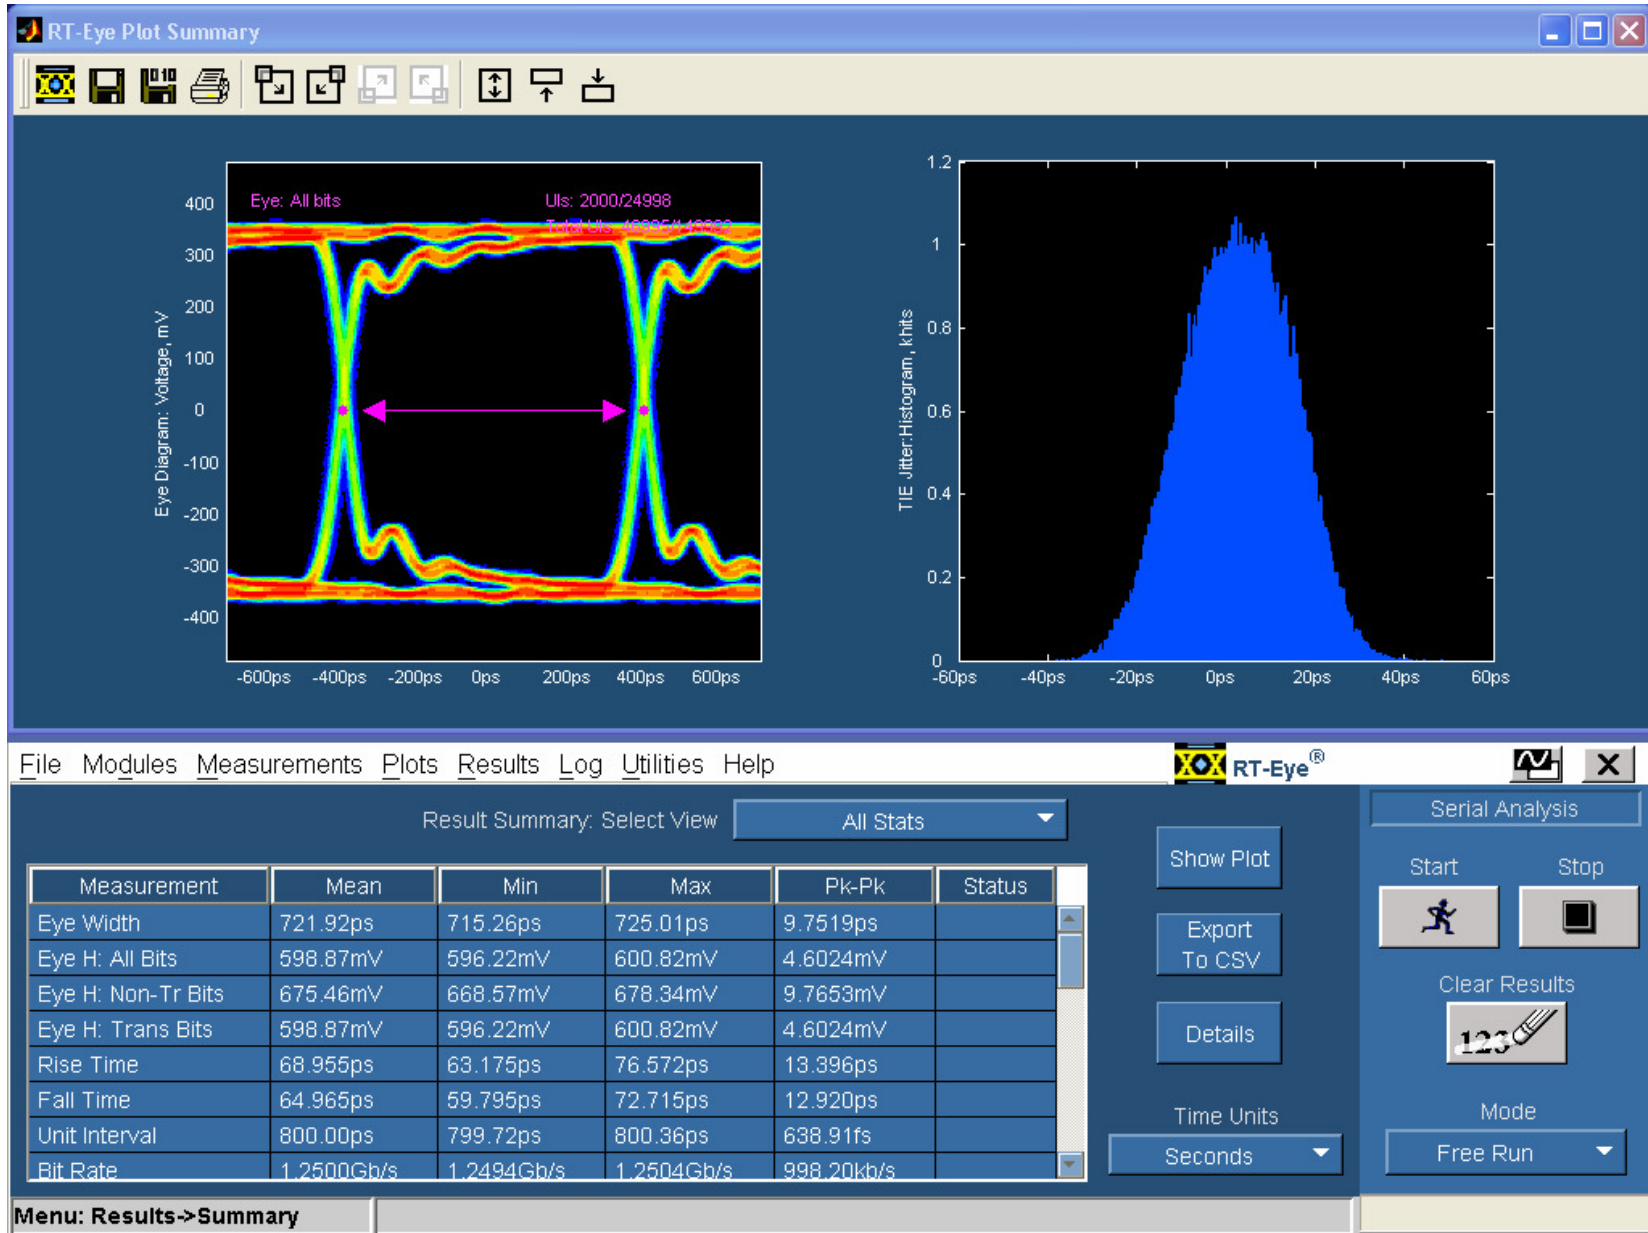 RT-Eye Plot Summary
Eye: All bits
UIs: 2000/24998
Total UIs:
400
300
200
100
0
-100
-200
-300
-400
Eye Diagram: Voltage, mV
-600ps -400ps -200ps 0ps 200ps 400ps 600ps
1.2
1
0.8
0.6
0.4
0.2
0
TIE Jitter:Histogram, khits
-60ps -40ps -20ps 0ps 20ps 40ps 60ps
File Modules Measurements Plots Results Log Utilities Help
RT-Eye®
Result Summary: Select View All Stats
Measurement Mean Min Max Pk-Pk Status
Eye Width 721.92ps 715.26ps 725.01ps 9.7519ps
Eye H: All Bits 598.87mV 596.22mV 600.82mV 4.6024mV
Eye H: Non-Tr Bits 675.46mV 668.57mV 678.34mV 9.7653mV
Eye H: Trans Bits 598.87mV 596.22mV 600.82mV 4.6024mV
Rise Time 68.955ps 63.175ps 76.572ps 13.396ps
Fall Time 64.965ps 59.795ps 72.715ps 12.920ps
Unit Interval 800.00ps 799.72ps 800.36ps 638.91fs
Bit Rate 1.2500Gb/s 1.2494Gb/s 1.2504Gb/s 998.20kb/s
Show Plot
Export
To CSV
Details
Time Units
Seconds
Serial Analysis
Start Stop
Clear Results
123
Mode
Free Run
Menu: Results->Summary